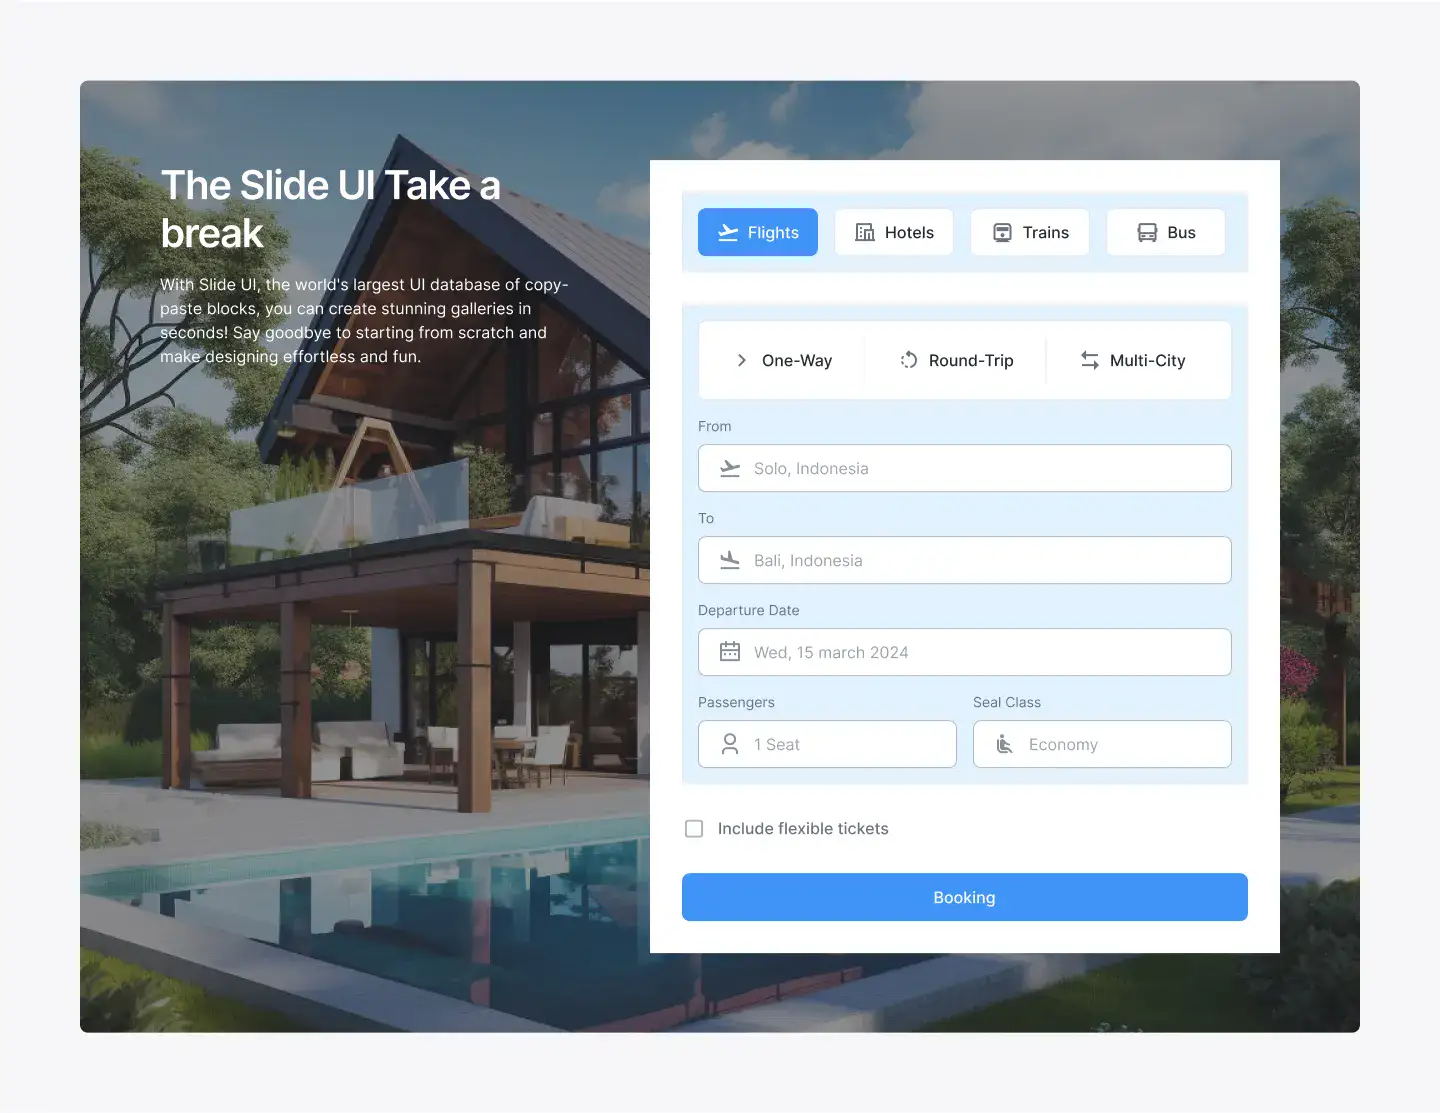 The Slide UI Take a
break
With Slide UI, the world's largest UI database of copy-
paste blocks, you can create stunning galleries in
seconds! Say goodbye to starting from scratch and
make designing effortless and fun.
Flights
Hotels
Trains
Bus
One-Way
Round-Trip
Multi-City
From
Solo, Indonesia
To
Bali, Indonesia
Departure Date
Wed, 15 march 2024
Passengers
Seal Class
1 Seat
Economy
Include flexible tickets
Booking